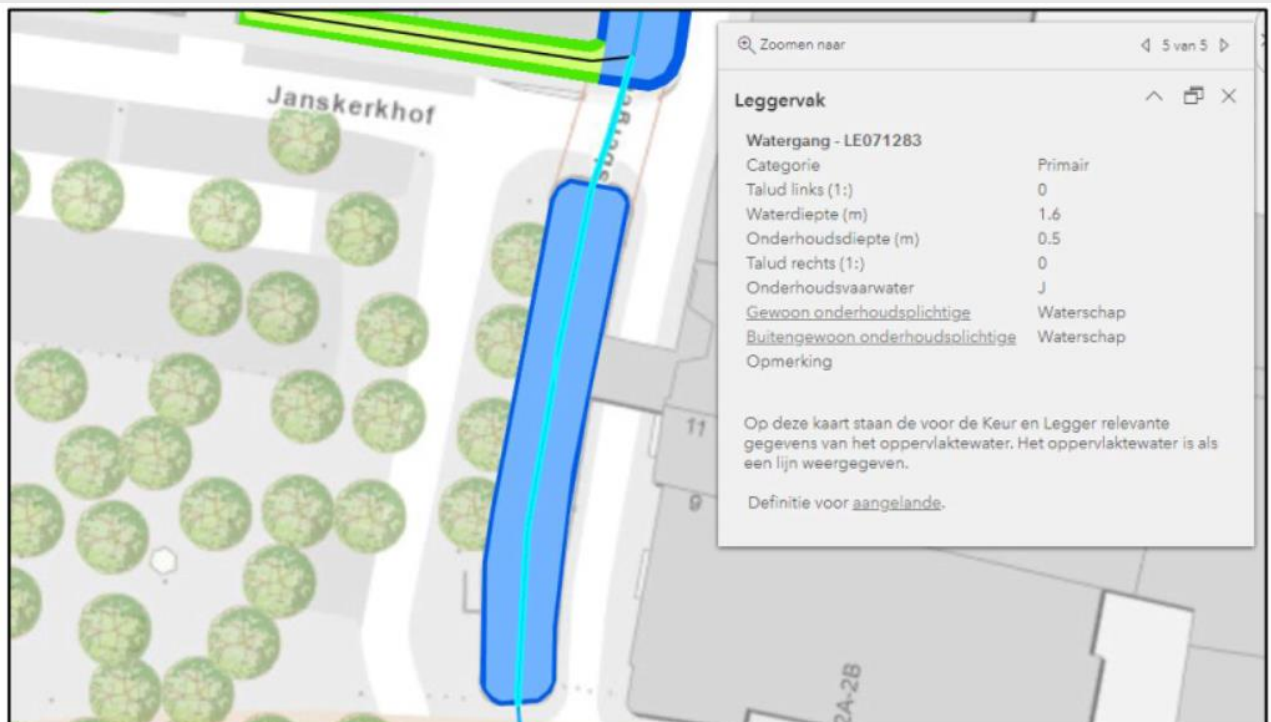 Zoomen naar
5 van 5
Leggervak
Watergang - LE071283
Categorie Primair
Talud links (1:) 0
Waterdiepte (m) 1.6
Onderhoudsdiepte (m) 0.5
Talud rechts (1:) 0
Onderhoudsvaarwater J
Gewoon onderhoudsplichtige Waterschap
Buitengewoon onderhoudsplichtige Waterschap
Opmerking
Op deze kaart staan de voor de Keur en Legger relevante
gegevens van het oppervlaktewater. Het oppervlaktewater is als
een lijn weergegeven.
Definitie voor aangelande.
Janskerkhof
11
9
2A-2B